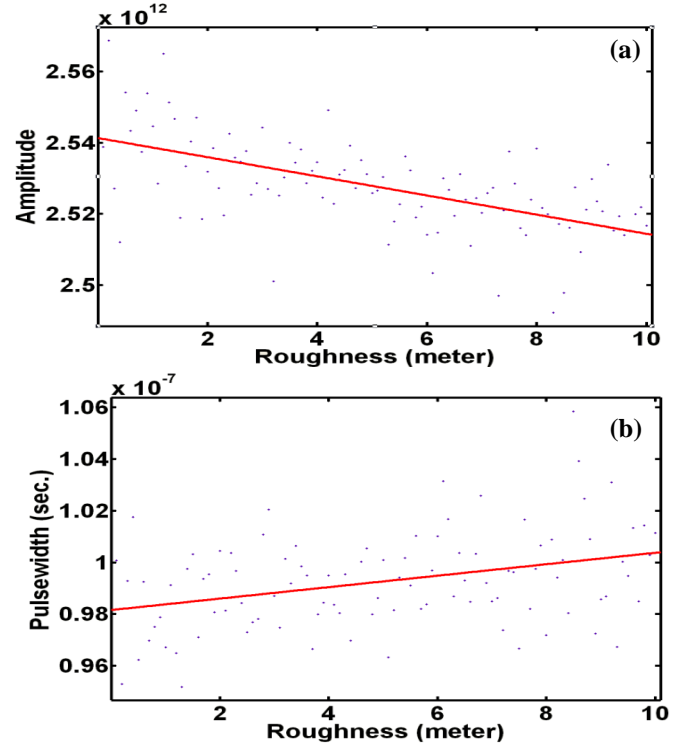 x 10^12
(a)
2.56
2.54
2.52
2.5
Amplitude
2 4 6 8 10
Roughness (meter)
x 10^-7
(b)
1.06
1.04
1.02
1
0.98
0.96
Pulsewidth (sec.)
2 4 6 8 10
Roughness (meter)